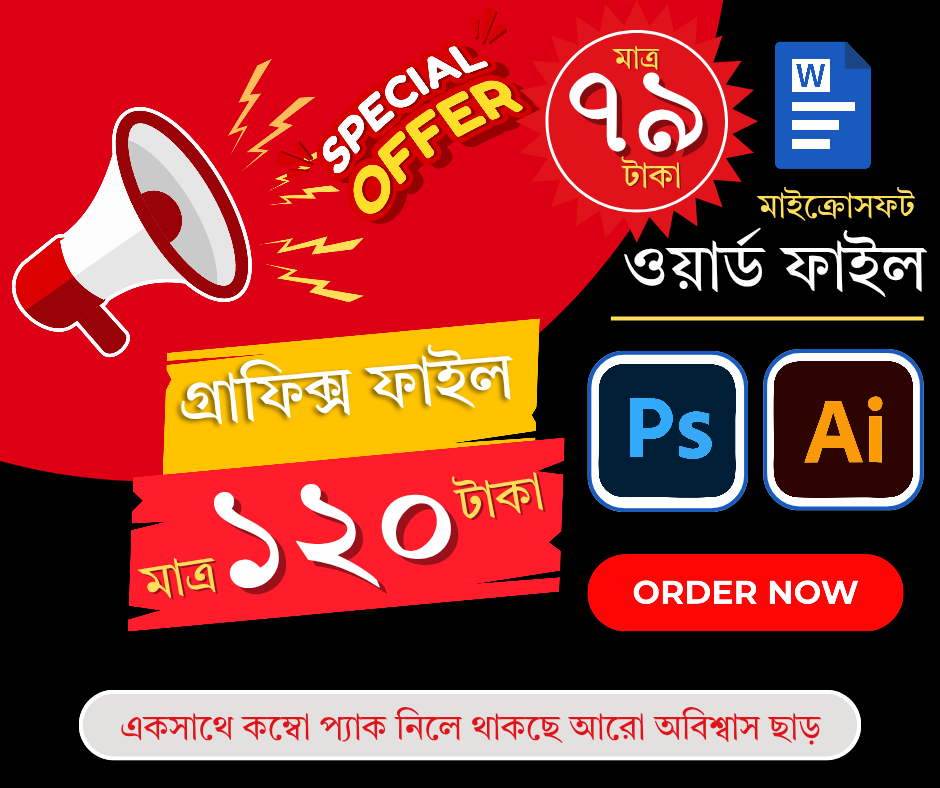 SPECIAL
OFFER
মাত্র
৭৯
টাকা
W
মাইক্রোসফট
ওয়ার্ড ফাইল
গ্রাফিক্স ফাইল
মাত্র ১২০ টাকা
Ps
Ai
ORDER NOW
একসাথে কম্বো প্যাক নিলে থাকছে আরো অবিশ্বাস ছাড়